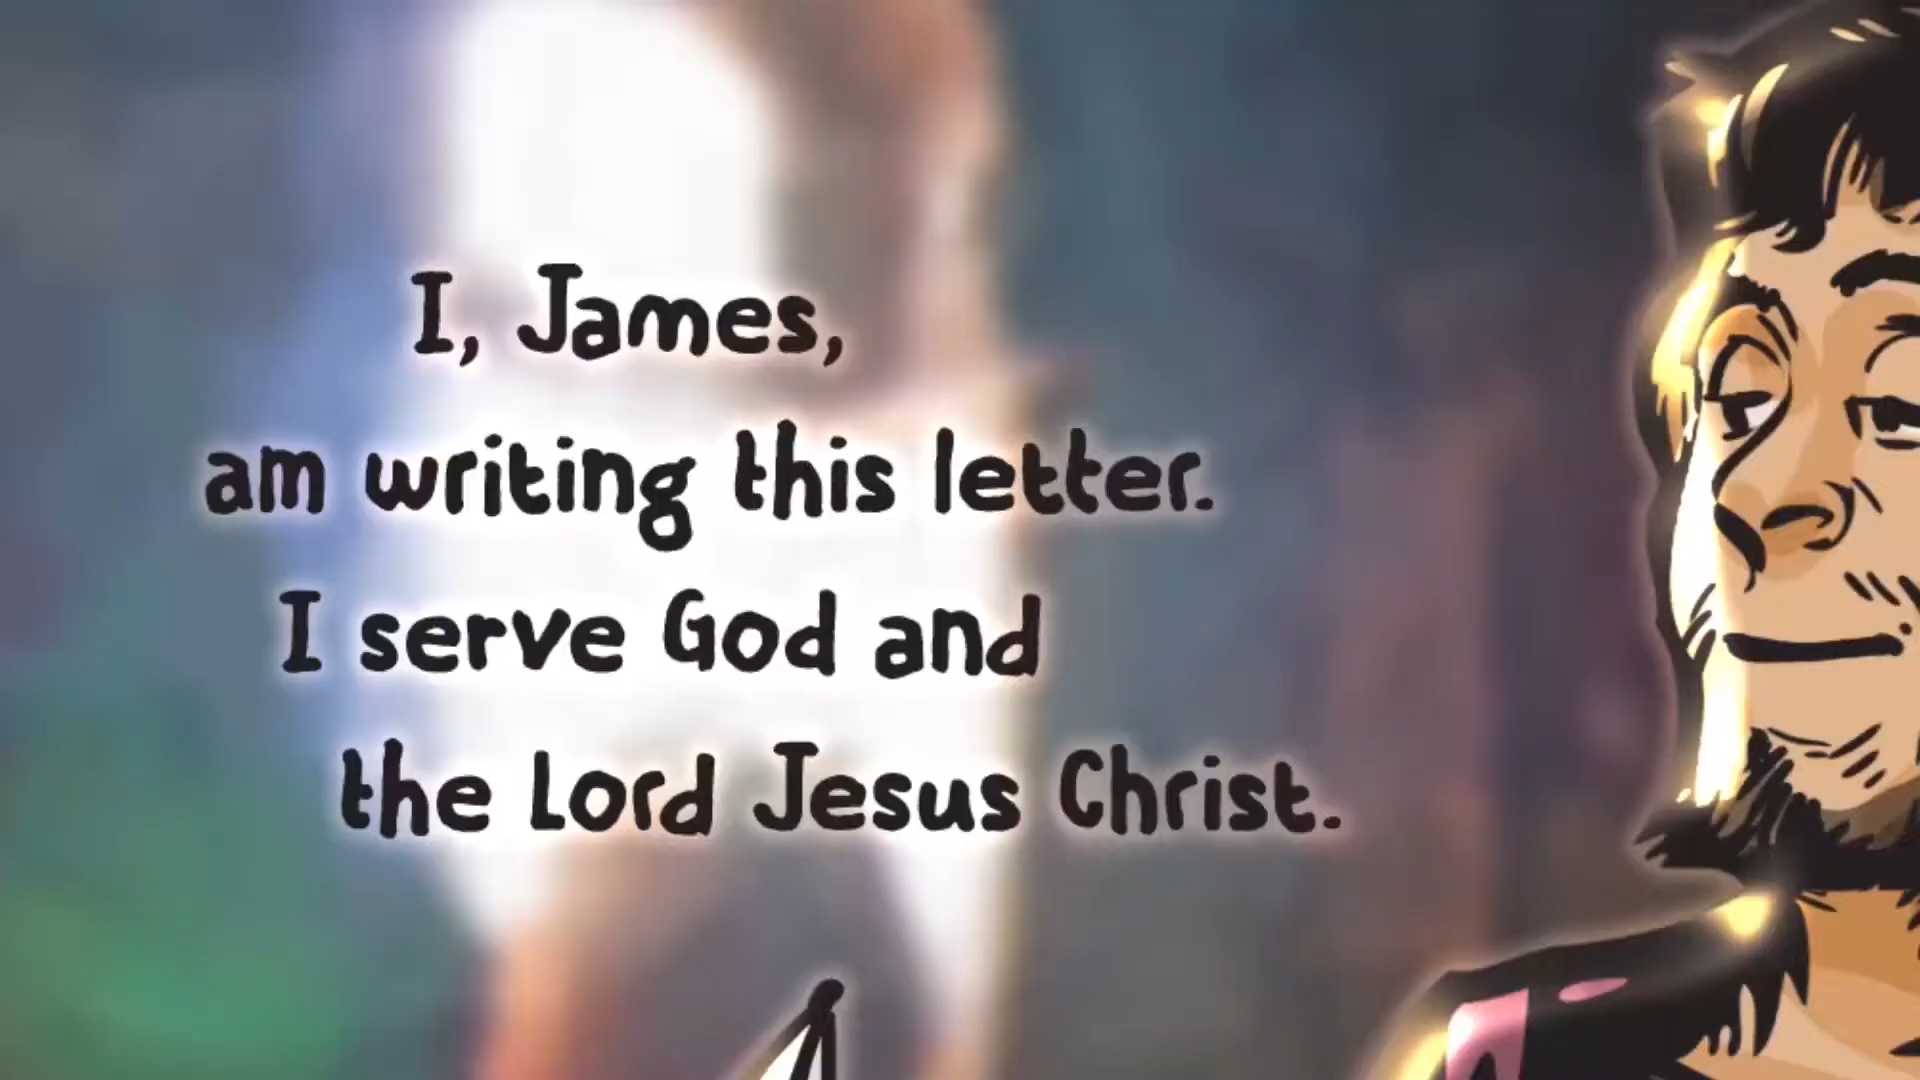 I, James,
am writing this letter.
I serve God and
the Lord Jesus Christ.